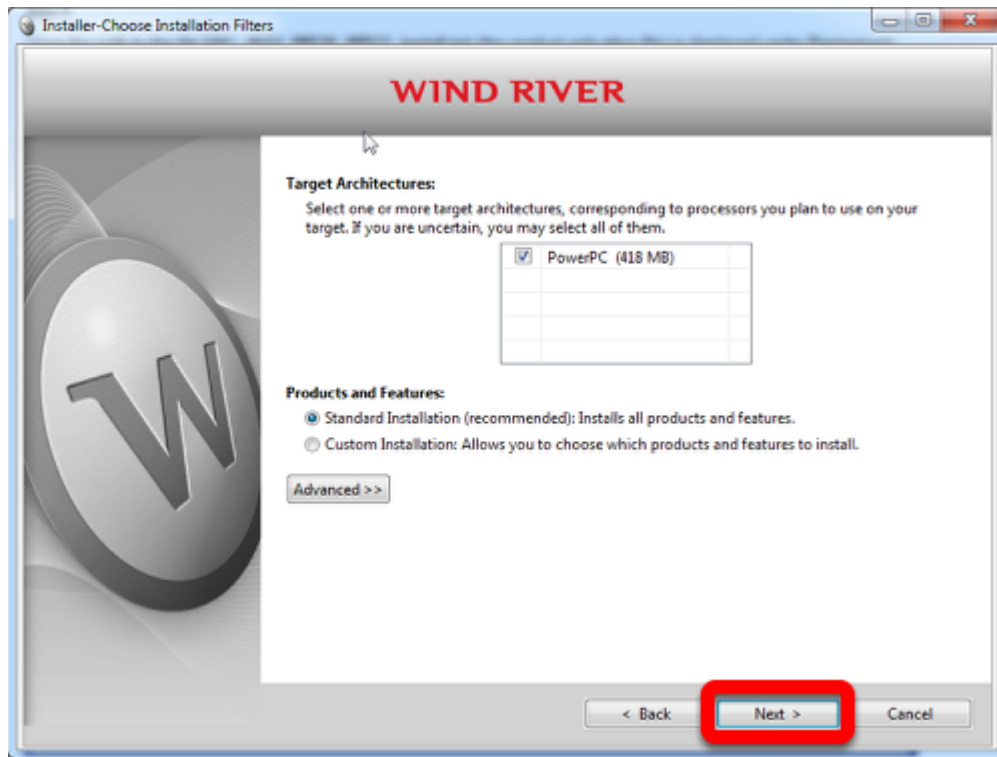 Installer-Choose Installation Filters
WIND RIVER
Target Architectures:
Select one or more target architectures, corresponding to processors you plan to use on your
target. If you are uncertain, you may select all of them.
PowerPC (418 MB)
Products and Features:
Standard Installation (recommended): Installs all products and features.
Custom Installation: Allows you to choose which products and features to install.
Advanced >>
W
< Back Next > Cancel